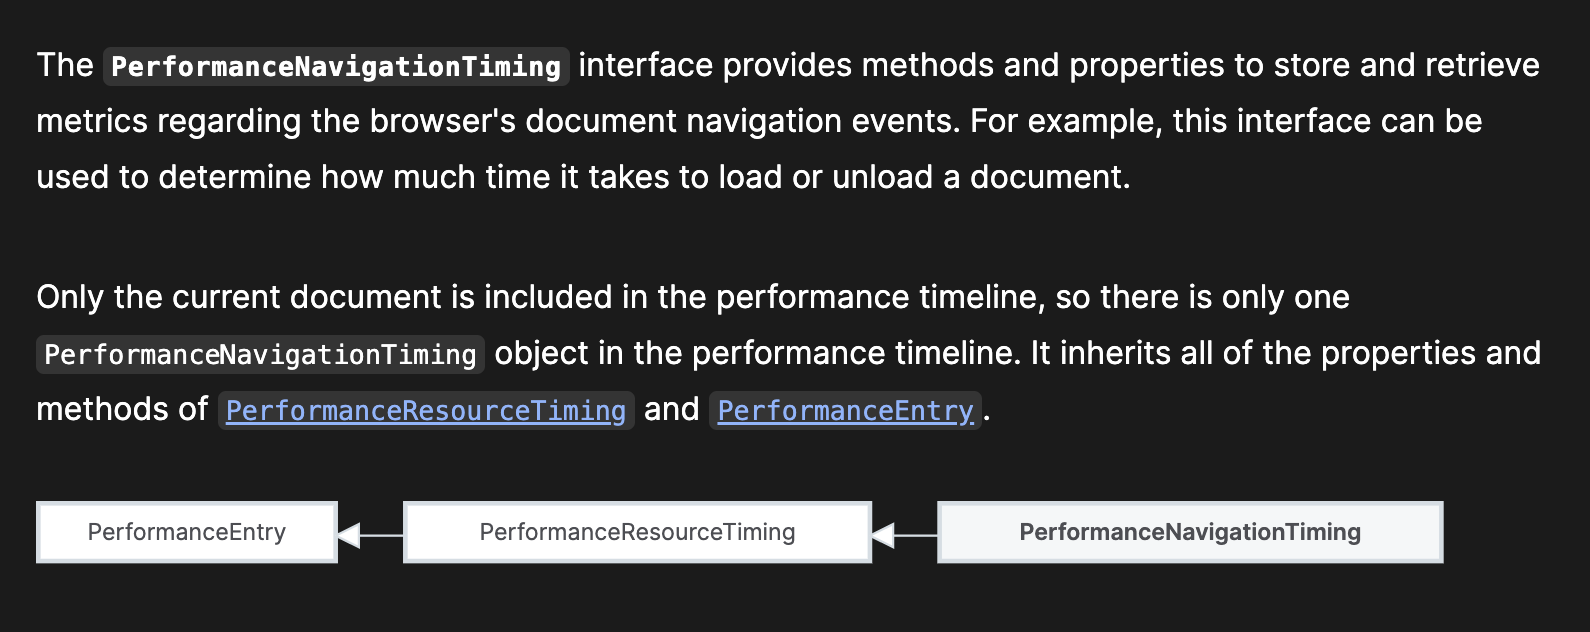 The PerformanceNavigationTiming interface provides methods and properties to store and retrieve
metrics regarding the browser's document navigation events. For example, this interface can be
used to determine how much time it takes to load or unload a document.
Only the current document is included in the performance timeline, so there is only one
PerformanceNavigationTiming object in the performance timeline. It inherits all of the properties and
methods of PerformanceResourceTiming and PerformanceEntry.
PerformanceEntry PerformanceResourceTiming PerformanceNavigationTiming